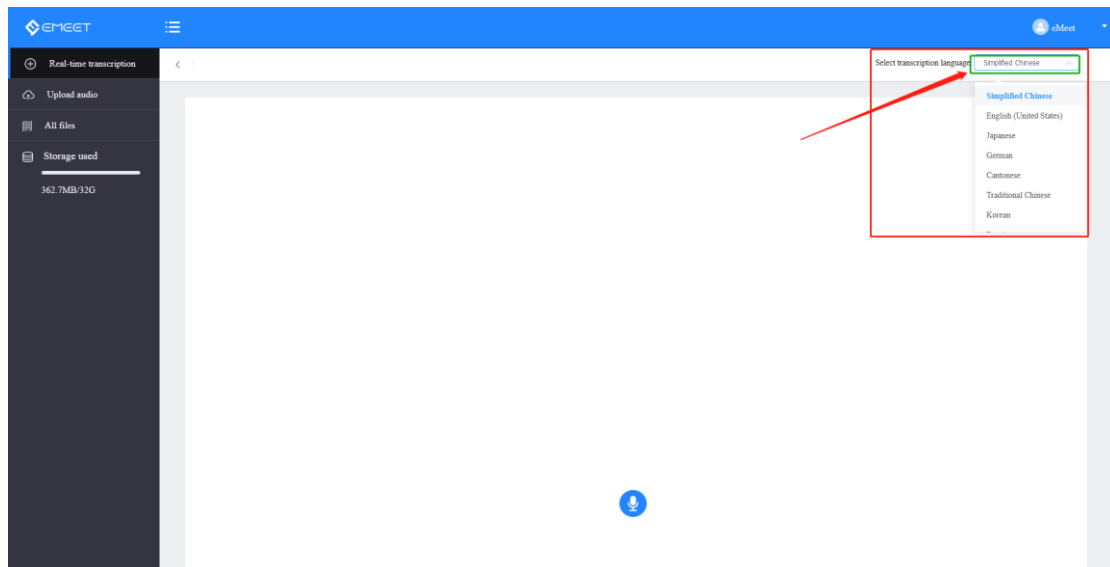 EMEET
eMeet
Real-time transcription
Select transcription language
Simplified Chinese
Upload audio
All files
Storage used
362.7MB/32G
Simplified Chinese
English (United States)
Japanese
German
Cantonese
Traditional Chinese
Korean